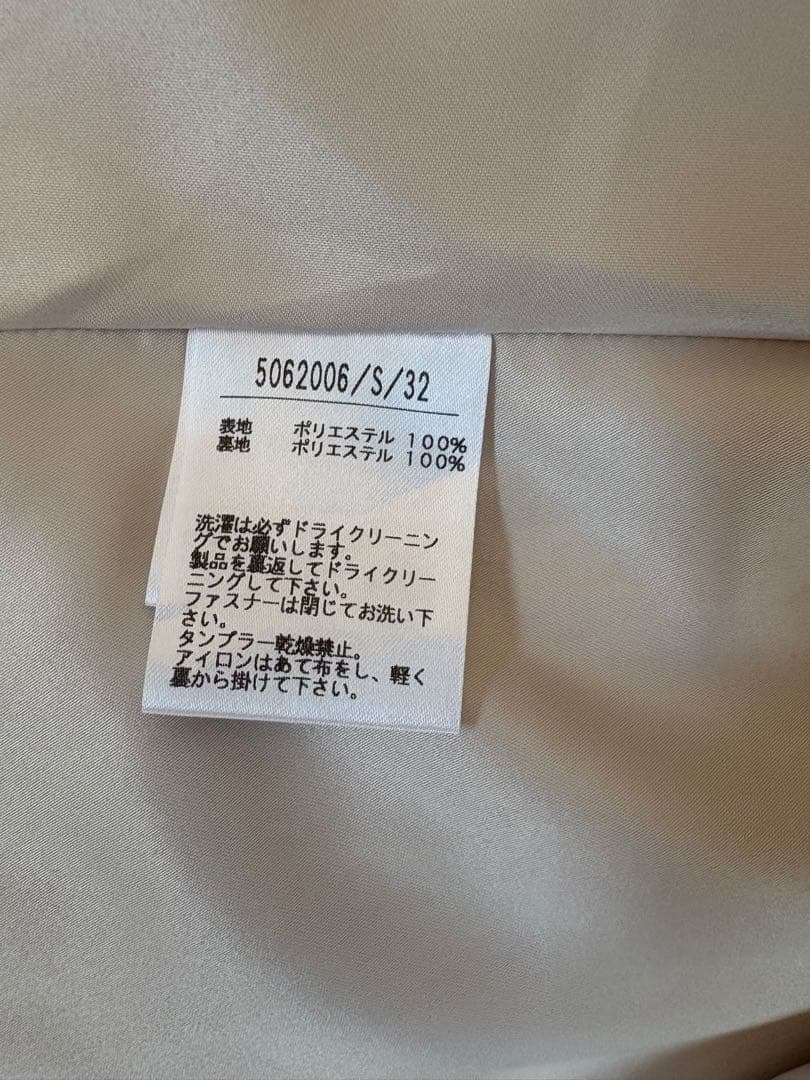 5062006/S/32
表地 ポリエステル 100%
裏地 ポリエステル 100%
洗濯は必ずドライクリーニン
グでお願いします。
製品を裏返してドライクリー
ニングして下さい。
ファスナーは閉じてお洗い下
さい。
タンブラー乾燥禁止。
アイロンはあて布をし、軽く
裏から掛けて下さい。